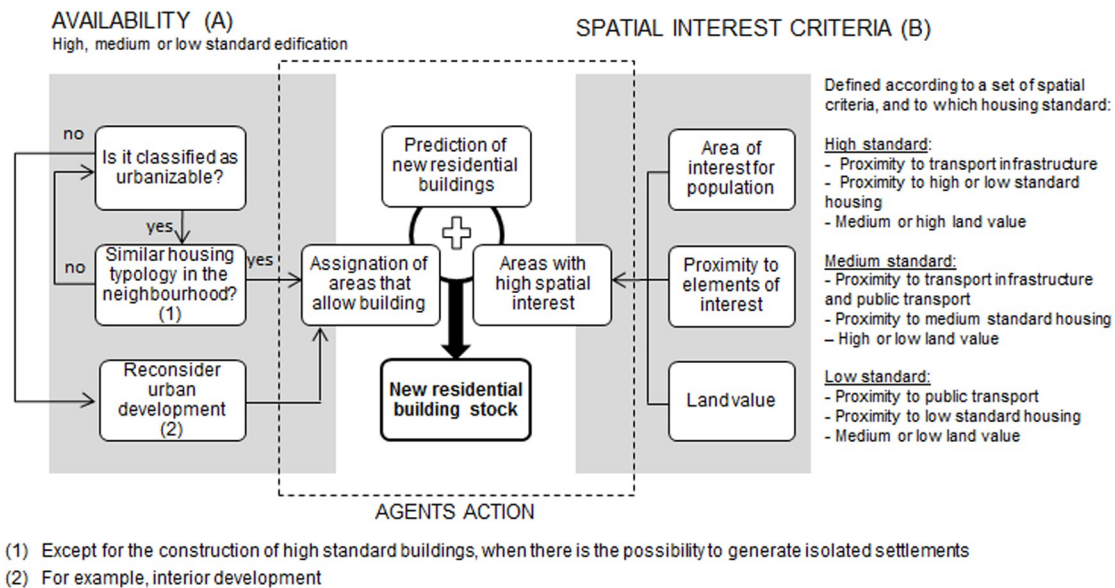 AVAILABILITY (A)
High, medium or low standard edification
SPATIAL INTEREST CRITERIA (B)
no
Is it classified as
urbanizable?
yes
no
Similar housing
typology in the
neighbourhood?
(1)
yes
Reconsider
urban
development
(2)
Prediction of
new residential
buildings
Assignation of
areas that
allow building
Areas with
high spatial
interest
New residential
building stock
AGENTS ACTION
Area of
interest for
population
Proximity to
elements of
interest
Land value
Defined according to a set of spatial
criteria, and to which housing standard:
High standard:
- Proximity to transport infrastructure
- Proximity to high or low standard
housing
- Medium or high land value
Medium standard:
- Proximity to transport infrastructure
and public transport
- Proximity to medium standard housing
– High or low land value
Low standard:
- Proximity to public transport
- Proximity to low standard housing
- Medium or low land value
(1) Except for the construction of high standard buildings, when there is the possibility to generate isolated settlements
(2) For example, interior development